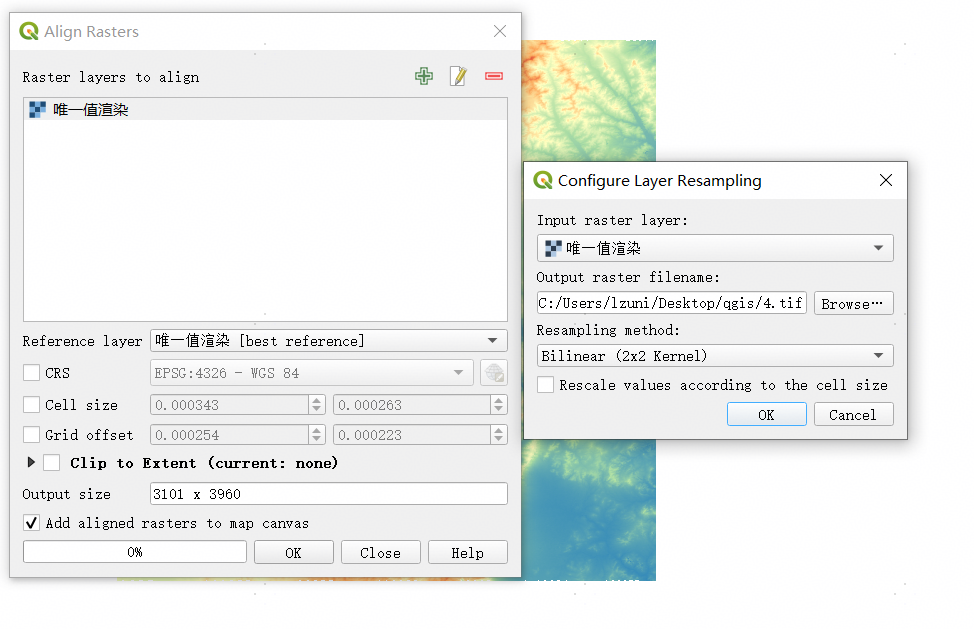 Align Rasters
Raster layers to align
唯一值渲染
Reference layer 唯一值渲染 [best reference]
CRS EPSG:4326 - WGS 84
Cell size 0.000343 0.000263
Grid offset 0.000254 0.000223
Clip to Extent (current: none)
Output size 3101 x 3960
Add aligned rasters to map canvas
0% OK Close Help
Configure Layer Resampling
Input raster layer:
唯一值渲染
Output raster filename:
C:/Users/lzuni/Desktop/qgis/4.tif Browse…
Resampling method:
Bilinear (2x2 Kernel)
Rescale values according to the cell size
OK Cancel